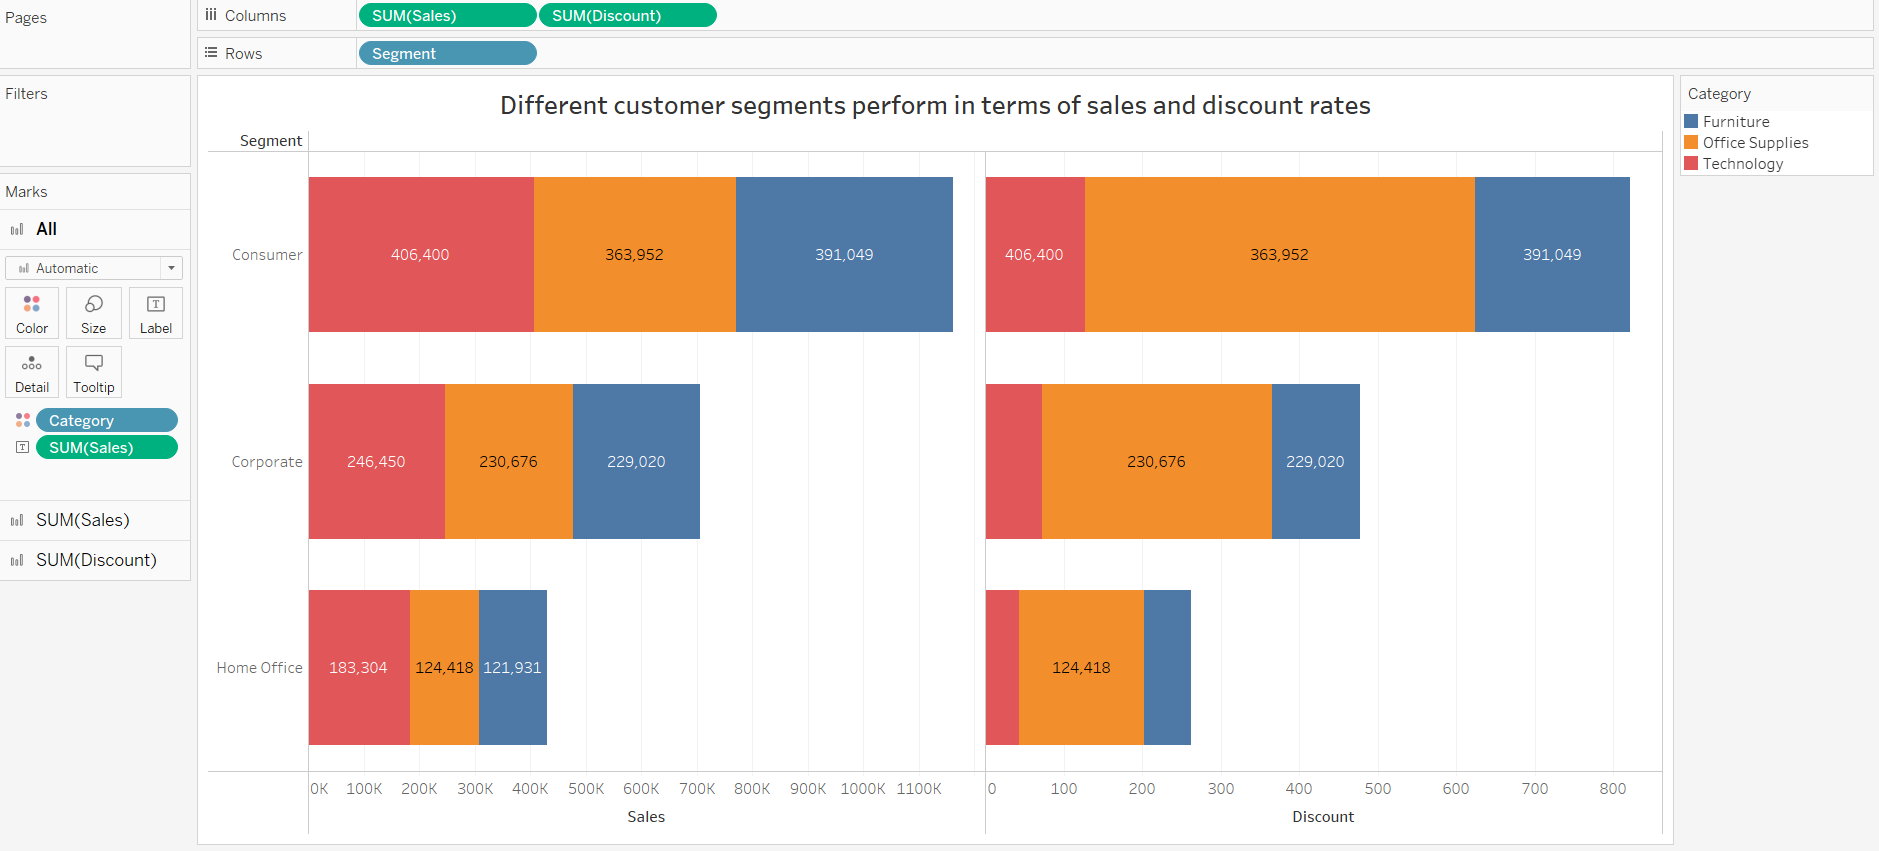 Pages
Columns
SUM(Sales)
SUM(Discount)
Rows
Segment
Filters
Marks
All
Automatic
Color
Size
Label
Detail
Tooltip
Category
SUM(Sales)
SUM(Sales)
SUM(Discount)
Different customer segments perform in terms of sales and discount rates
Segment
Consumer
406,400
363,952
391,049
406,400
363,952
391,049
Corporate
246,450
230,676
229,020
230,676
229,020
Home Office
183,304
124,418
121,931
124,418
0K 100K 200K 300K 400K 500K 600K 700K 800K 900K 1000K 1100K
Sales
0 100 200 300 400 500 600 700 800
Discount
Category
Furniture
Office Supplies
Technology